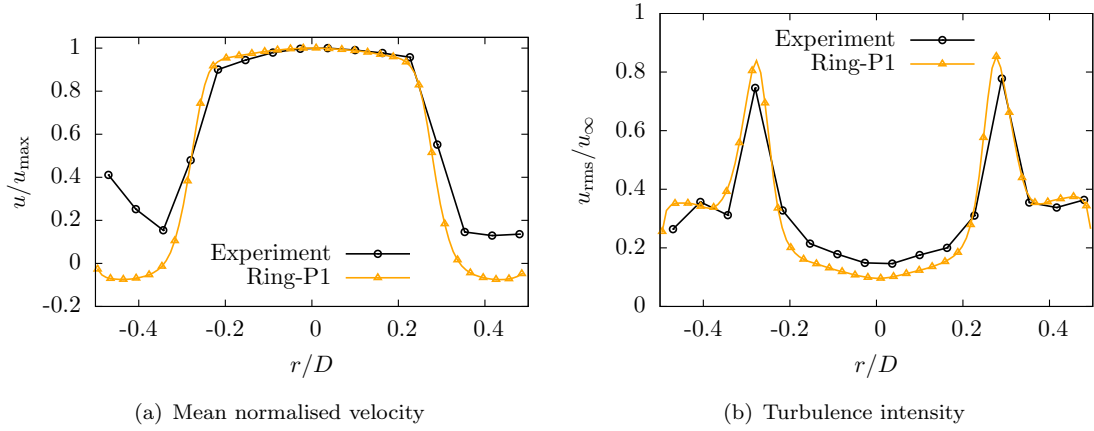 1
0.8
0.6
0.4
0.2
0
-0.2
u/u_max
Experiment
Ring-P1
-0.4 -0.2 0 0.2 0.4
r/D
(a) Mean normalised velocity
1
0.8
0.6
0.4
0.2
0
u_rms/u_∞
Experiment
Ring-P1
-0.4 -0.2 0 0.2 0.4
r/D
(b) Turbulence intensity